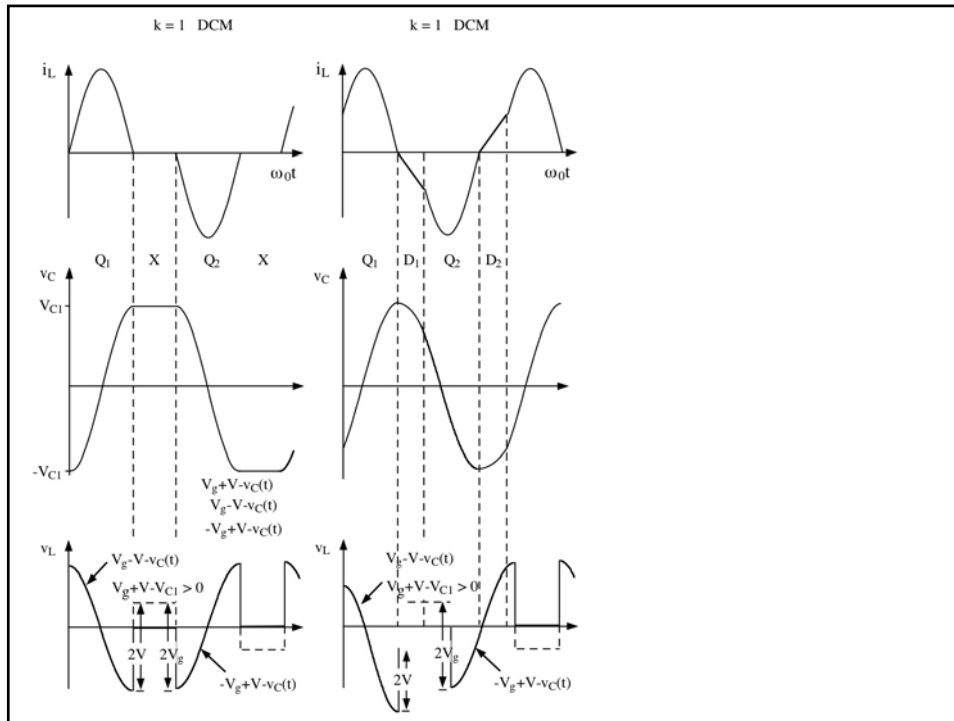 k = 1 DCM
k = 1 DCM
iL
iL
ω0t
ω0t
Q1 X Q2 X
Q1 D1 Q2 D2
vC
vC
VC1
-VC1
Vg+V-vC(t)
Vg-V-vC(t)
-Vg+V-vC(t)
vL
vL
Vg-V-vC(t)
Vg-V-vC(t)
Vg+V-VC1 > 0
Vg+V-VC1 > 0
2V
2Vg
-Vg+V-vC(t)
2V
2Vg
-Vg+V-vC(t)